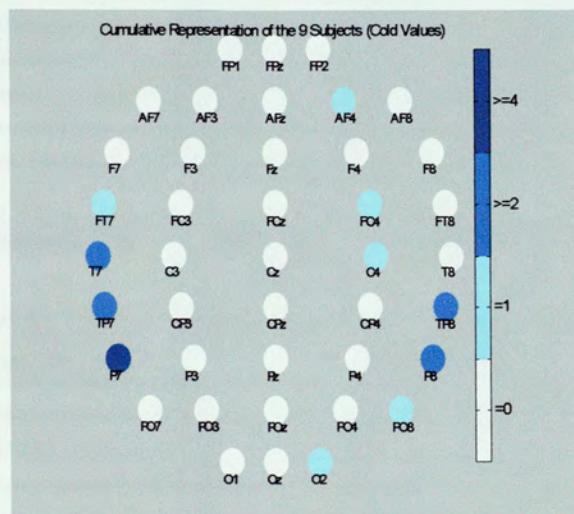 Cumulative Representation of the 9 Subjects (Cold Values)
FP1 FPz FP2
AF7 AF3 AFz AF4 AF8
F7 F3 Fz F4 F8
FT7 FC3 FCz FC4 FT8
T7 C3 Cz C4 T8
TP7 CP3 CPz CP4 TP8
P7 P3 Pz P4 P8
PO7 PO3 POz PO4 PO8
O1 Oz O2
>=4
>=2
=1
=0